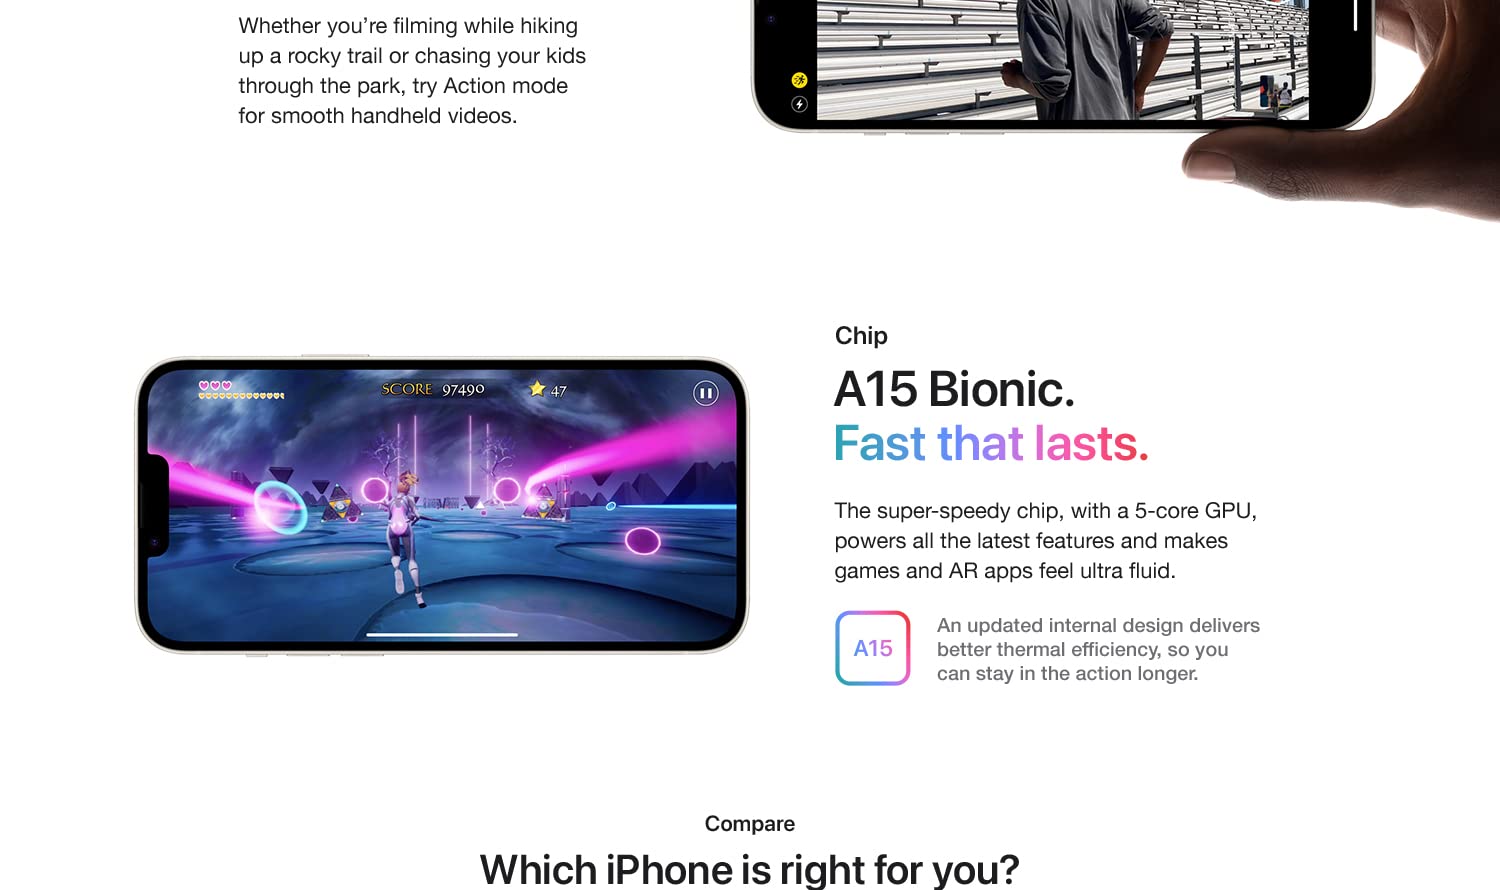 Whether you’re filming while hiking
up a rocky trail or chasing your kids
through the park, try Action mode
for smooth handheld videos.
SCORE 97490 47
Chip
A15 Bionic.
Fast that lasts.
The super-speedy chip, with a 5-core GPU,
powers all the latest features and makes
games and AR apps feel ultra fluid.
A15
An updated internal design delivers
better thermal efficiency, so you
can stay in the action longer.
Compare
Which iPhone is right for you?